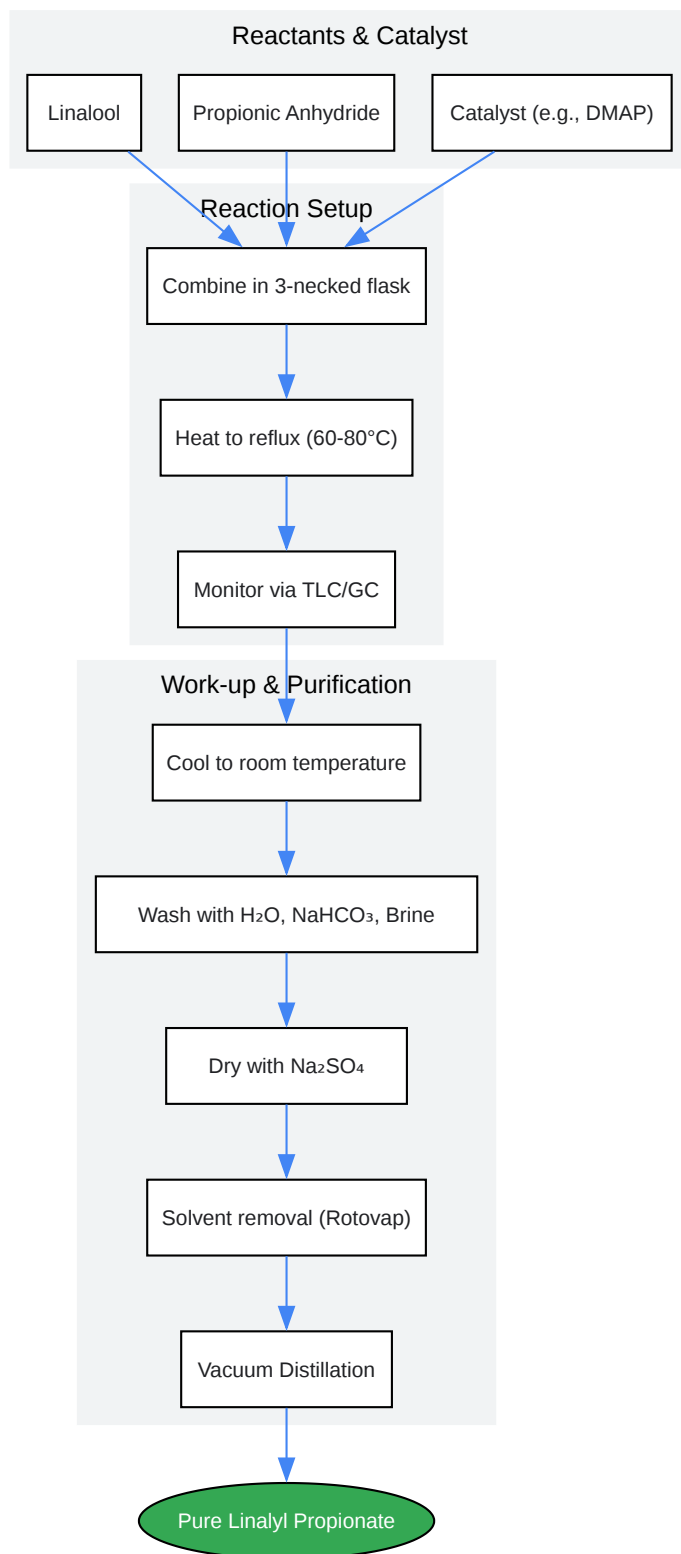 Reactants & Catalyst
Linalool
Propionic Anhydride
Catalyst (e.g., DMAP)
Reaction Setup
Combine in 3-necked flask
Heat to reflux (60-80°C)
Monitor via TLC/GC
Work-up & Purification
Cool to room temperature
Wash with H₂O, NaHCO₃, Brine
Dry with Na₂SO₄
Solvent removal (Rotovap)
Vacuum Distillation
Pure Linalyl Propionate